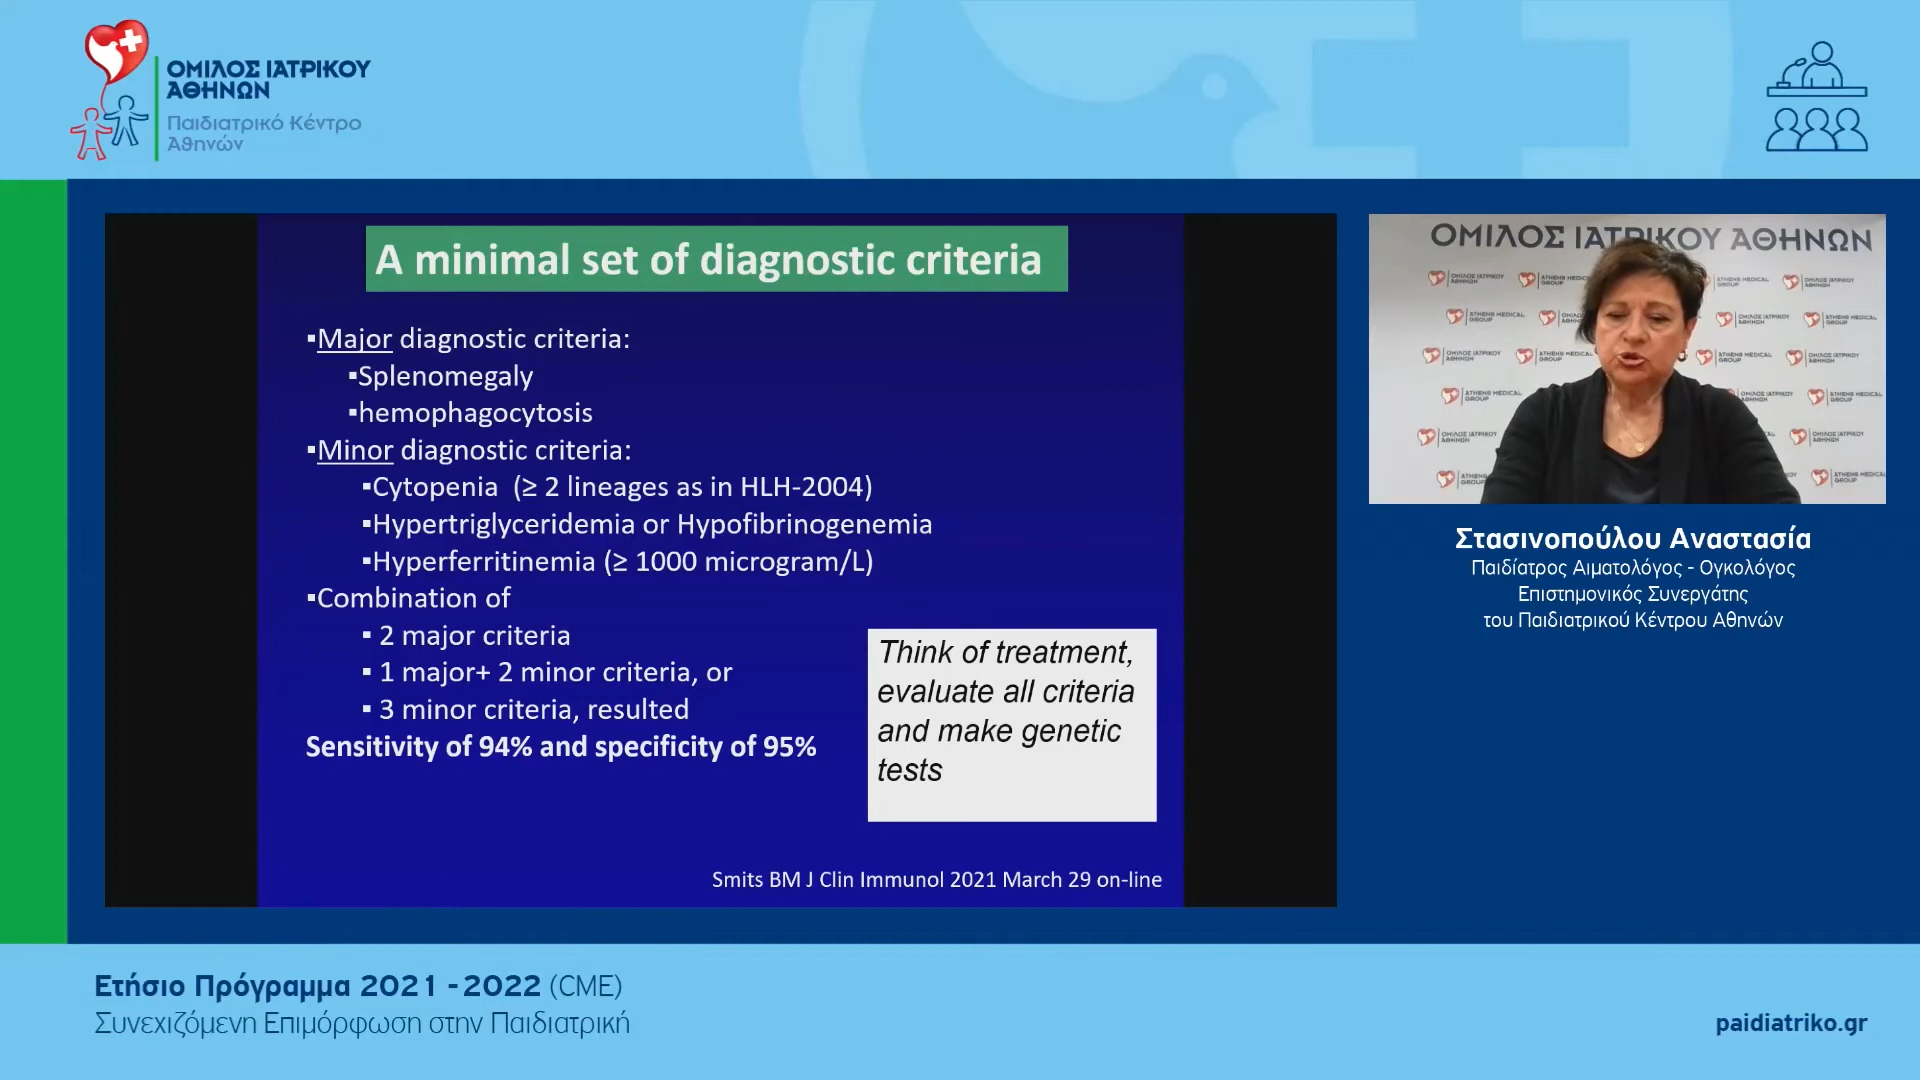 ΟΜΙΛΟΣ ΙΑΤΡΙΚΟΥ
ΑΘΗΝΩΝ
Παιδιατρικό Κέντρο
Αθηνών
A minimal set of diagnostic criteria
▪Major diagnostic criteria:
▪Splenomegaly
▪hemophagocytosis
▪Minor diagnostic criteria:
▪Cytopenia (≥ 2 lineages as in HLH-2004)
▪Hypertriglyceridemia or Hypofibrinogenemia
▪Hyperferritinemia (≥ 1000 microgram/L)
▪Combination of
▪ 2 major criteria
▪ 1 major+ 2 minor criteria, or
▪ 3 minor criteria, resulted
Sensitivity of 94% and specificity of 95%
Think of treatment,
evaluate all criteria
and make genetic
tests
Smits BM J Clin Immunol 2021 March 29 on-line
ΟΜΙΛΟΣ ΙΑΤΡΙΚΟΥ ΑΘΗΝΩΝ
Στασινοπούλου Αναστασία
Παιδίατρος Αιματολόγος - Ογκολόγος
Επιστημονικός Συνεργάτης
του Παιδιατρικού Κέντρου Αθηνών
Ετήσιο Πρόγραμμα 2021 - 2022 (CME)
Συνεχιζόμενη Επιμόρφωση στην Παιδιατρική
paidiatriko.gr